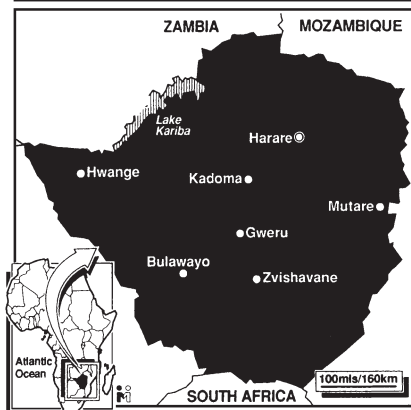 ZAMBIA
MOZAMBIQUE
Lake
Kariba
Harare
Hwange
Kadoma
Mutare
Gweru
Bulawayo
Zvishavane
Atlantic
Ocean
100mls/160km
SOUTH AFRICA